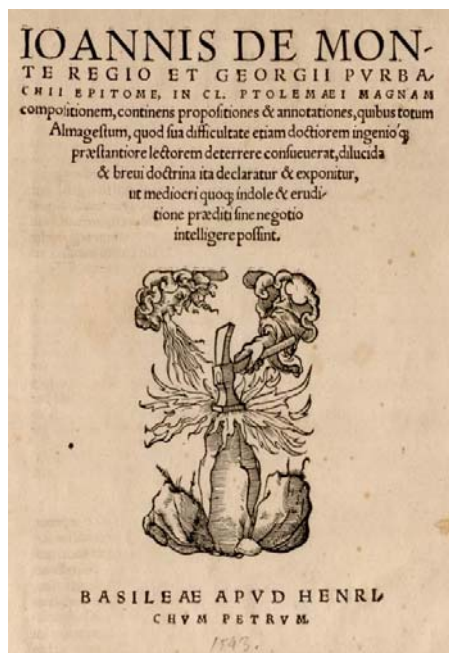 IOANNIS DE MON-
TE REGIO ET GEORGII PVRBA-
CHII EPITOME, IN CL. PTOLEMAEI MAGNAM
compositionem, continens propositiones & annotationes, quibus totum
Almagestum, quod sua difficultate etiam doctiorem ingenioq́;
præstantiore lectorem deterrere consueuerat, dilucida
& breui doctrina ita declaratur & exponitur,
ut mediocri quoq; indole & erudi-
tione præditi sine negotio
intelligere possint.
BASILEAE APVD HENRI-
CHVM PETRVM.
1543.